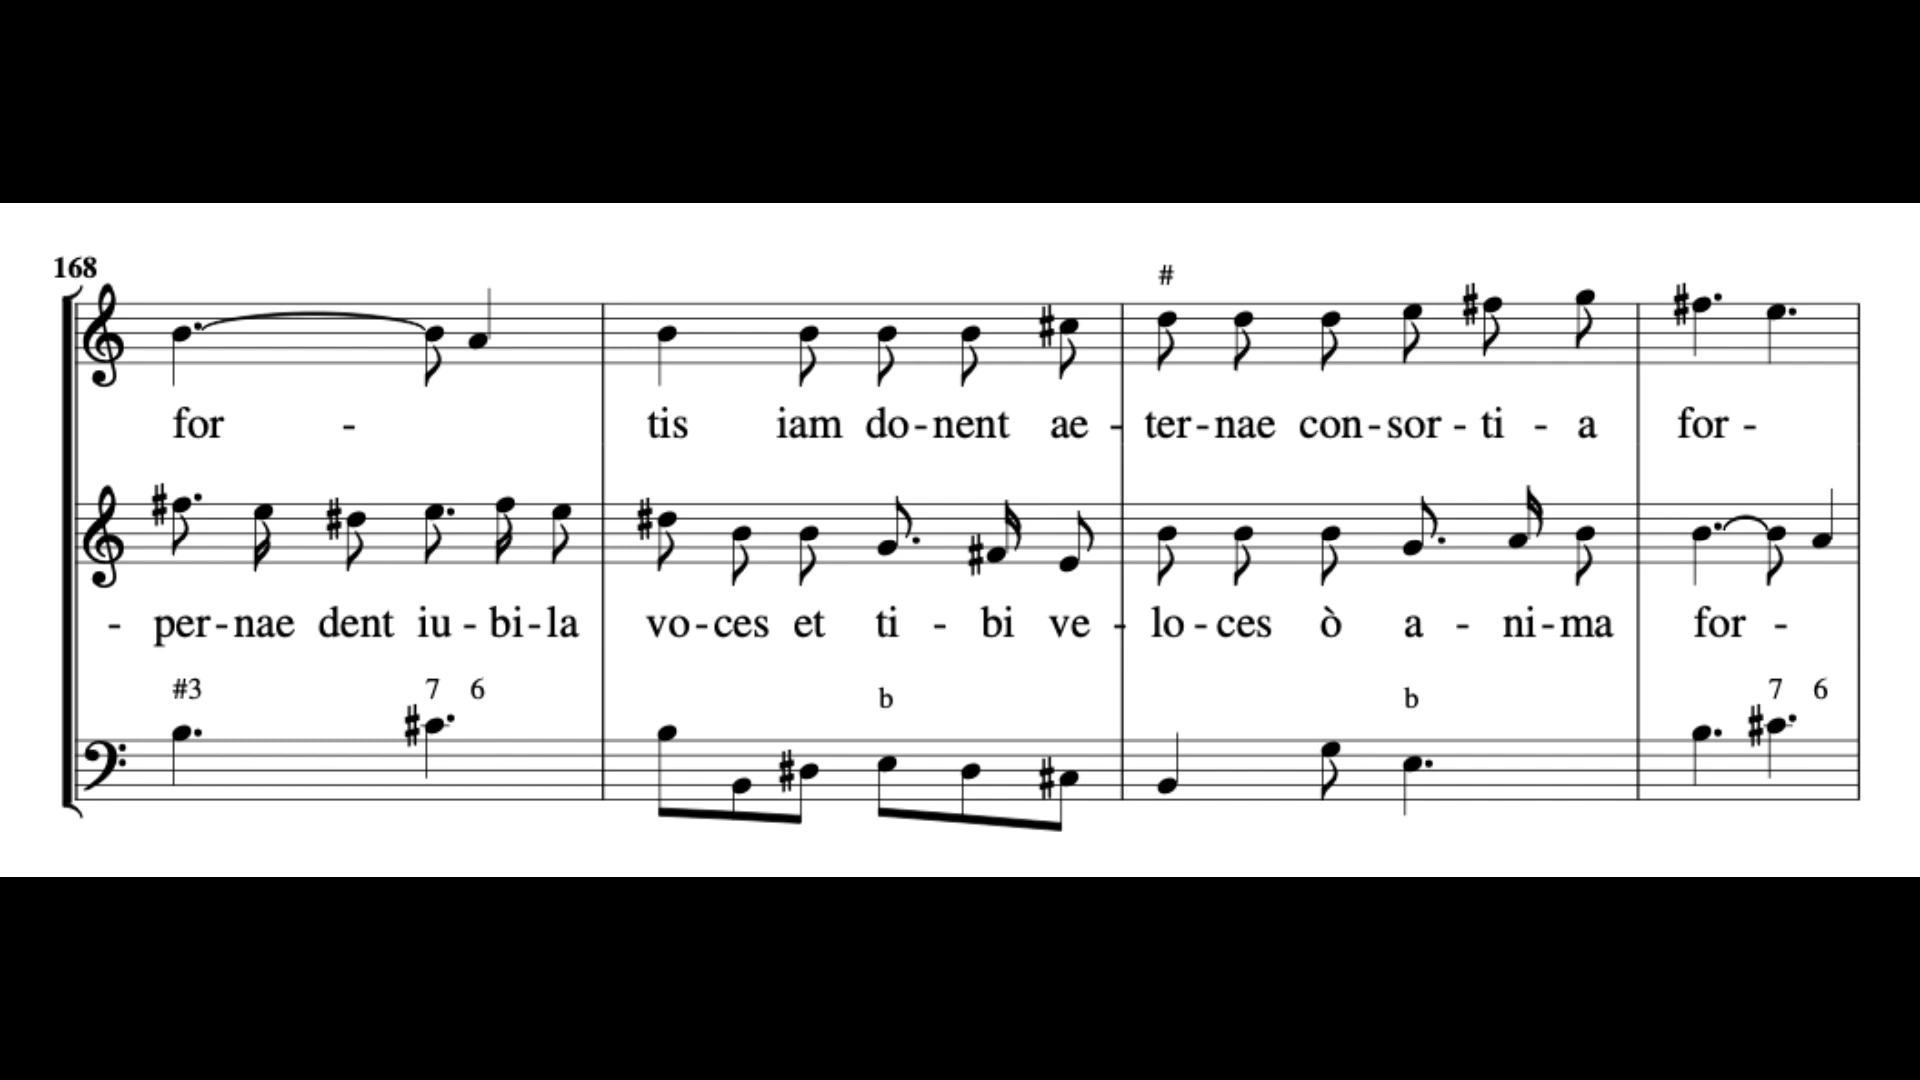 168
#
for - tis iam do-nent ae - ter-nae con-sor - ti - a for -
- per-nae dent iu - bi-la vo-ces et ti - bi ve - lo-ces ò a - ni-ma for -
#3 7 6 b b 7 6